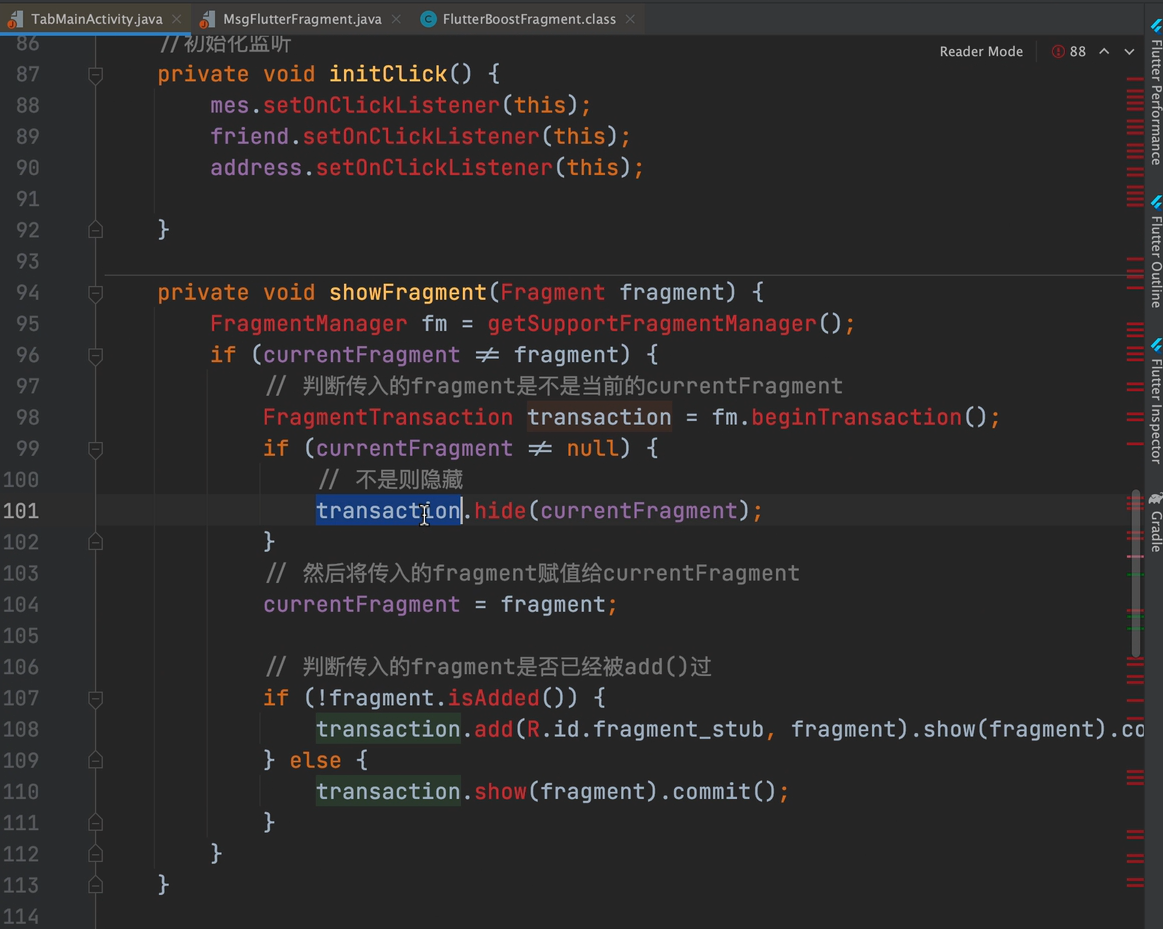 TabMainActivity.java MsgFlutterFragment.java FlutterBoostFragment.class
Reader Mode 88
86 //初始化监听
87 private void initClick() {
88 mes.setOnClickListener(this);
89 friend.setOnClickListener(this);
90 address.setOnClickListener(this);
91
92 }
93
94 private void showFragment(Fragment fragment) {
95 FragmentManager fm = getSupportFragmentManager();
96 if (currentFragment != fragment) {
97 // 判断传入的fragment是不是当前的currentFragment
98 FragmentTransaction transaction = fm.beginTransaction();
99 if (currentFragment != null) {
100 // 不是则隐藏
101 transaction.hide(currentFragment);
102 }
103 // 然后将传入的fragment赋值给currentFragment
104 currentFragment = fragment;
105
106 // 判断传入的fragment是否已经被add()过
107 if (!fragment.isAdded()) {
108 transaction.add(R.id.fragment_stub, fragment).show(fragment).co
109 } else {
110 transaction.show(fragment).commit();
111 }
112 }
113 }
114
Flutter Performance
Flutter Outline
Flutter Inspector
Gradle